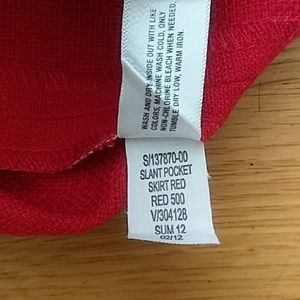 WASH AND DRY INSIDE OUT WITH LIKE
COLORS, MACHINE WASH COLD, ONLY
NON-CHLORINE BLEACH WHEN NEEDED,
TUMBLE DRY LOW, WARM IRON.
S/137870-00
SLANT POCKET
SKIRT RED
RED 500
V/304128
SLIM 12
02/12